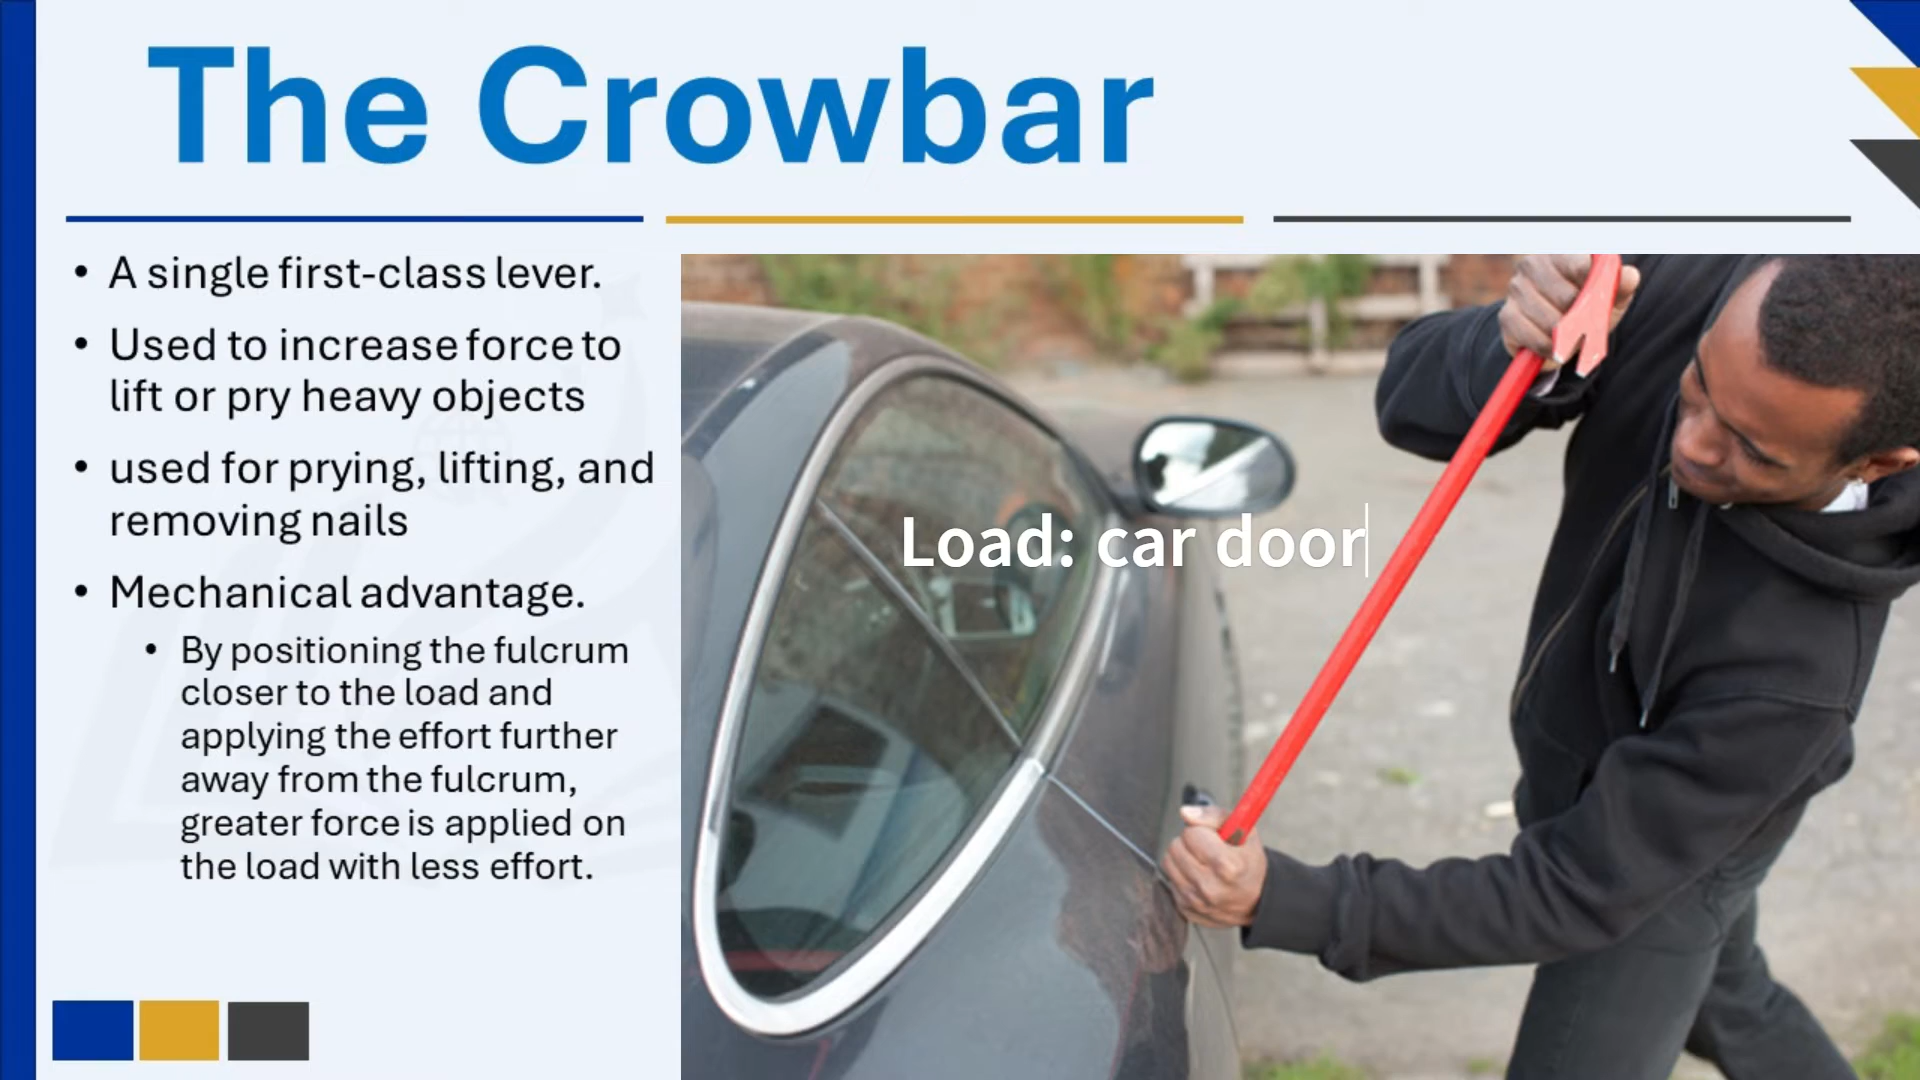 The Crowbar
• A single first-class lever.
• Used to increase force to
lift or pry heavy objects
• used for prying, lifting, and
removing nails
• Mechanical advantage.
• By positioning the fulcrum
closer to the load and
applying the effort further
away from the fulcrum,
greater force is applied on
the load with less effort.
Load: car door